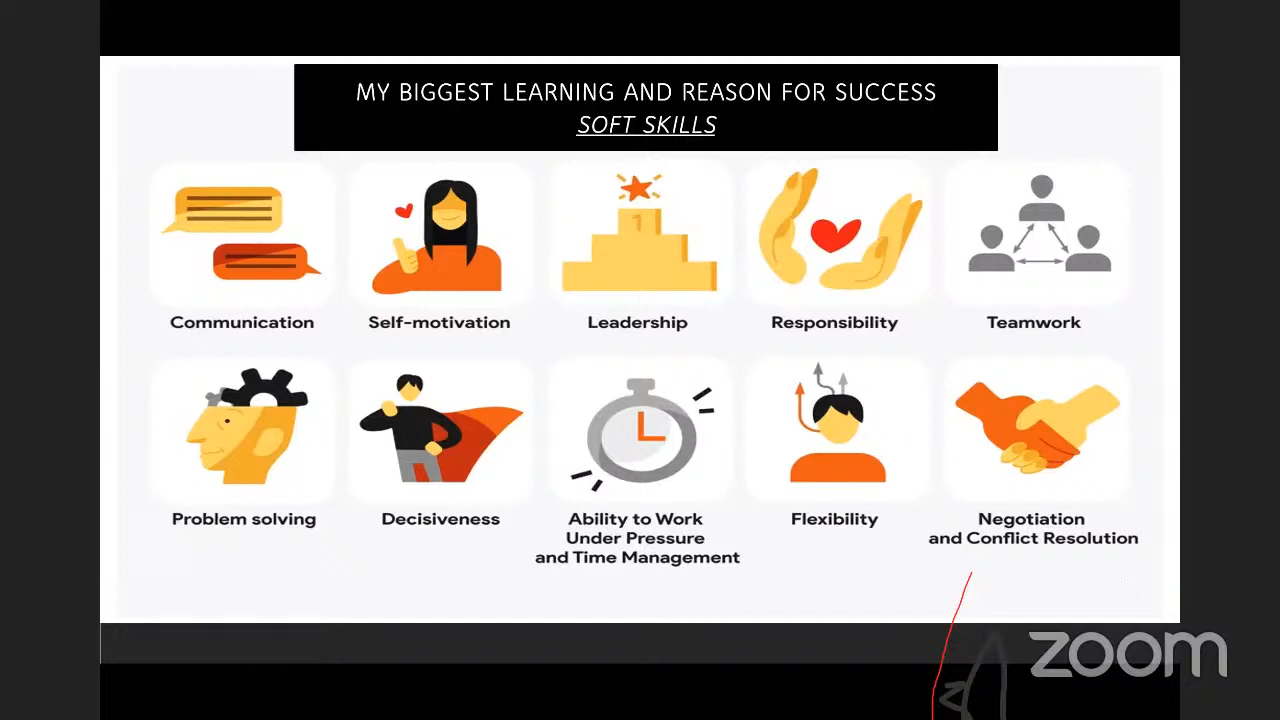 MY BIGGEST LEARNING AND REASON FOR SUCCESS
SOFT SKILLS
1
Communication
Self-motivation
Leadership
Responsibility
Teamwork
Problem solving
Decisiveness
Ability to Work
Under Pressure
and Time Management
Flexibility
Negotiation
and Conflict Resolution
zoom